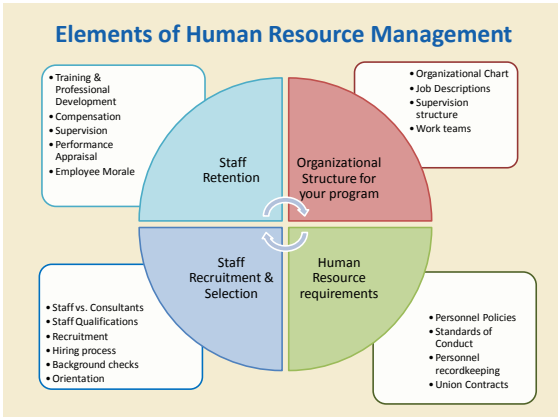 Elements of Human Resource Management
• Training &
Professional
Development
• Compensation
• Supervision
• Performance
Appraisal
• Employee Morale
• Organizational Chart
• Job Descriptions
• Supervision
structure
• Work teams
Staff
Retention
Organizational
Structure for
your program
Staff
Recruitment &
Selection
Human
Resource
requirements
• Staff vs. Consultants
• Staff Qualifications
• Recruitment
• Hiring process
• Background checks
• Orientation
• Personnel Policies
• Standards of
Conduct
• Personnel
recordkeeping
• Union Contracts